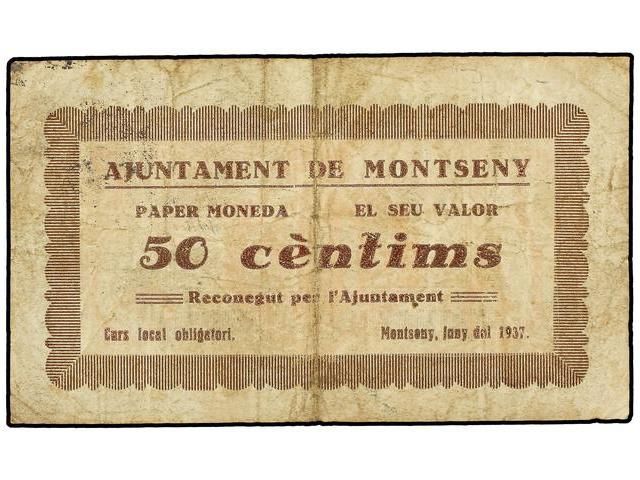 AJUNTAMENT DE MONTSENY
PAPER MONEDA EL SEU VALOR
50 cèntims
Reconegut per l'Ajuntament
Curs local obligatori. Montseny, juny del 1937.